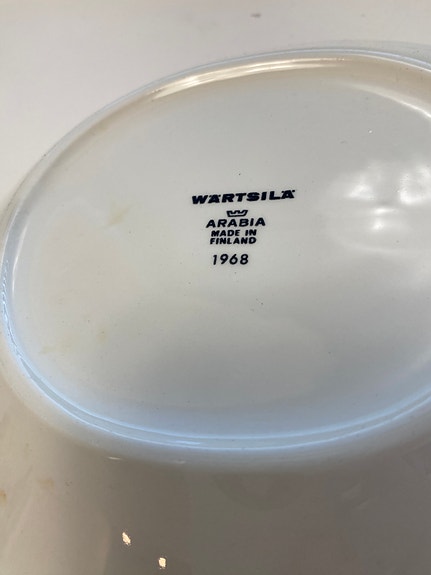 WÄRTSILÄ
ARABIA
MADE IN
FINLAND
1968